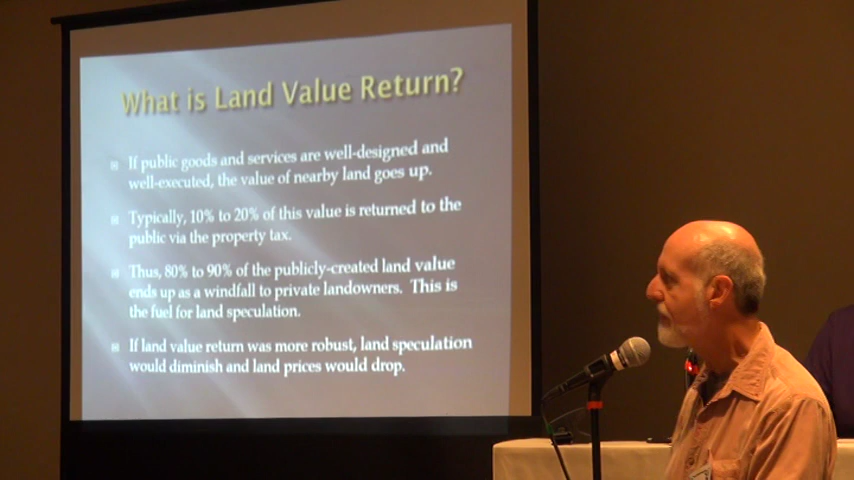 What is Land Value Return?
If public goods and services are well-designed and
well-executed, the value of nearby land goes up.
Typically, 10% to 20% of this value is returned to the
public via the property tax.
Thus, 80% to 90% of the publicly-created land value
ends up as a windfall to private landowners. This is
the fuel for land speculation.
If land value return was more robust, land speculation
would diminish and land prices would drop.